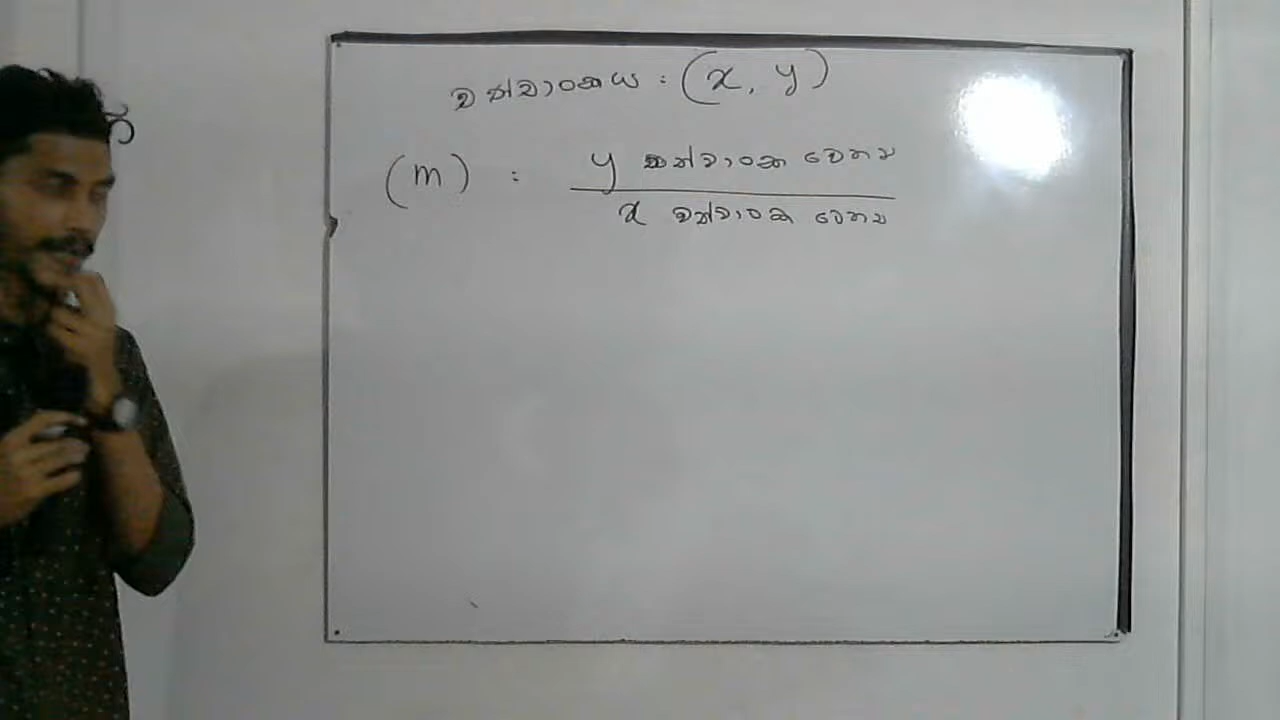 ඛණ්ඩාංකය : (x, y)
(m) : y ඛණ්ඩාංක වෙනස
x ඛණ්ඩාංක වෙනස